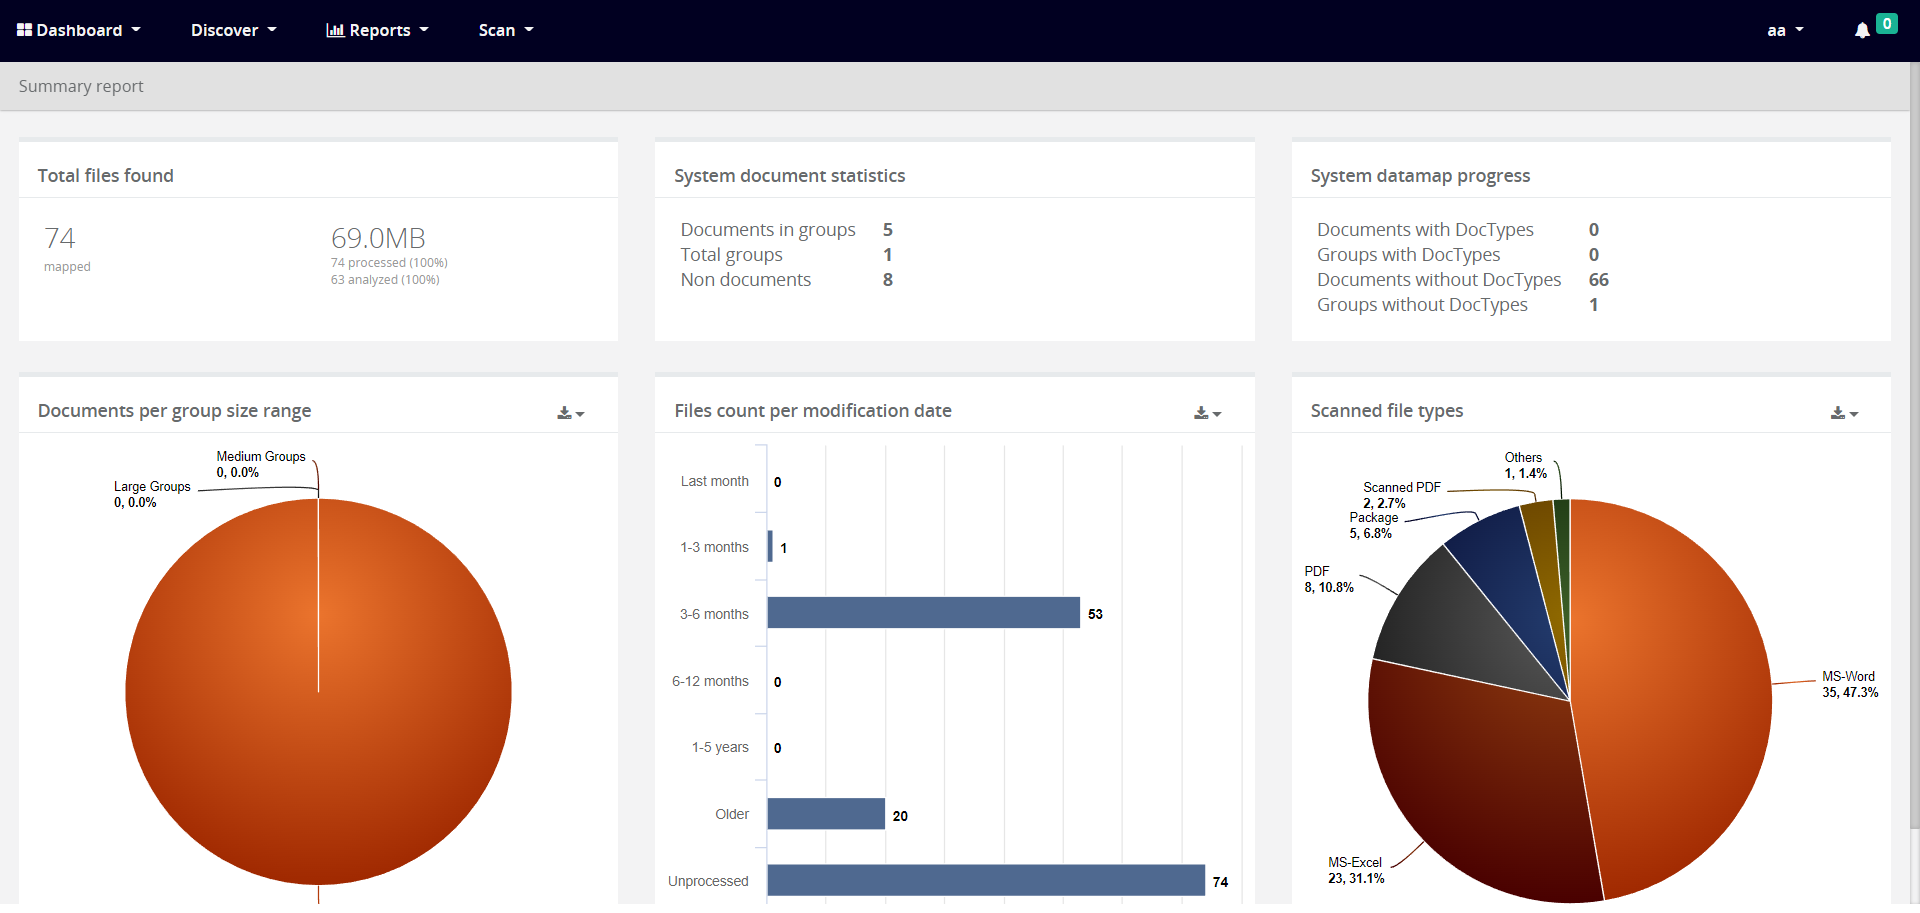 Dashboard Discover Reports Scan aa 0
Summary report
Total files found
74
mapped
69.0MB
74 processed (100%)
63 analyzed (100%)
System document statistics
Documents in groups 5
Total groups 1
Non documents 8
System datamap progress
Documents with DocTypes 0
Groups with DocTypes 0
Documents without DocTypes 66
Groups without DocTypes 1
Documents per group size range
Medium Groups
0, 0.0%
Large Groups
0, 0.0%
Files count per modification date
Last month 0
1-3 months 1
3-6 months 53
6-12 months 0
1-5 years 0
Older 20
Unprocessed 74
Scanned file types
Others
1, 1.4%
Scanned PDF
2, 2.7%
Package
5, 6.8%
PDF
8, 10.8%
MS-Word
35, 47.3%
MS-Excel
23, 31.1%